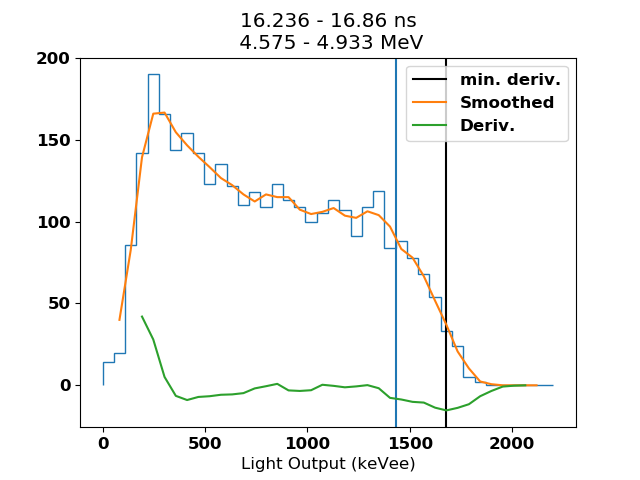 16.236 - 16.86 ns
4.575 - 4.933 MeV
min. deriv.
Smoothed
Deriv.
200
150
100
50
0
0 500 1000 1500 2000
Light Output (keVee)